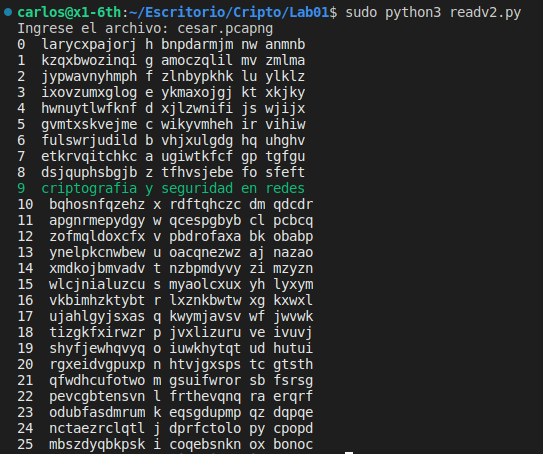 carlos@x1-6th:~/Escritorio/Cripto/Lab01$ sudo python3 readv2.py
Ingrese el archivo: cesar.pcapng
0 larycxpajorj h bnpdarmjm nw anmnb
1 kzqxbwozinqi g amoczqlil mv zmlma
2 jypwavnyhmph f zlnbypkhk lu ylklz
3 ixovzumxglog e ykmaxojgj kt xkjky
4 hwnuytlwfknf d xjlzwnifi js wjijx
5 gvmtxskvejme c wikyvmheh ir vihiw
6 fulswrjudild b vhjxulgdg hq uhghv
7 etkrvqitchkc a ugiwtkfcf gp tgfgu
8 dsjquphsbgjb z tfhvsjebe fo sfeft
9 criptografia y seguridad en redes
10 bqhosnfqzehz x rdftqhczc dm qdcdr
11 apgnrmepydgy w qcespgbyb cl pcbcq
12 zofmqldoxcfx v pbdrofaxa bk obabp
13 ynelpkcnwbew u oacqnezwz aj nazao
14 xmdkojbmvadv t nzbpmdyvy zi mzyzn
15 wlcjnialuzcu s myaolcxux yh lyxym
16 vkbimhzktybt r lxznkbwtw xg kxwxl
17 ujahlgyjsxas q kwymjavsv wf jwvwk
18 tizgkfxirwzr p jvxlizuru ve ivuvj
19 shyfjewhqvyq o iuwkhytqt ud hutui
20 rgxeidvgpuxp n htvjgxsps tc gtsth
21 qfwdhcufotwo m gsuifwror sb fsrsg
22 pevcgbtensvn l frthevqnq ra erqrf
23 odubfasdmrum k eqsgdupmp qz dqpqe
24 nctaezrclqtl j dprfctolo py cpopd
25 mbszdyqbkpsk i coqebsnkn ox bonoc